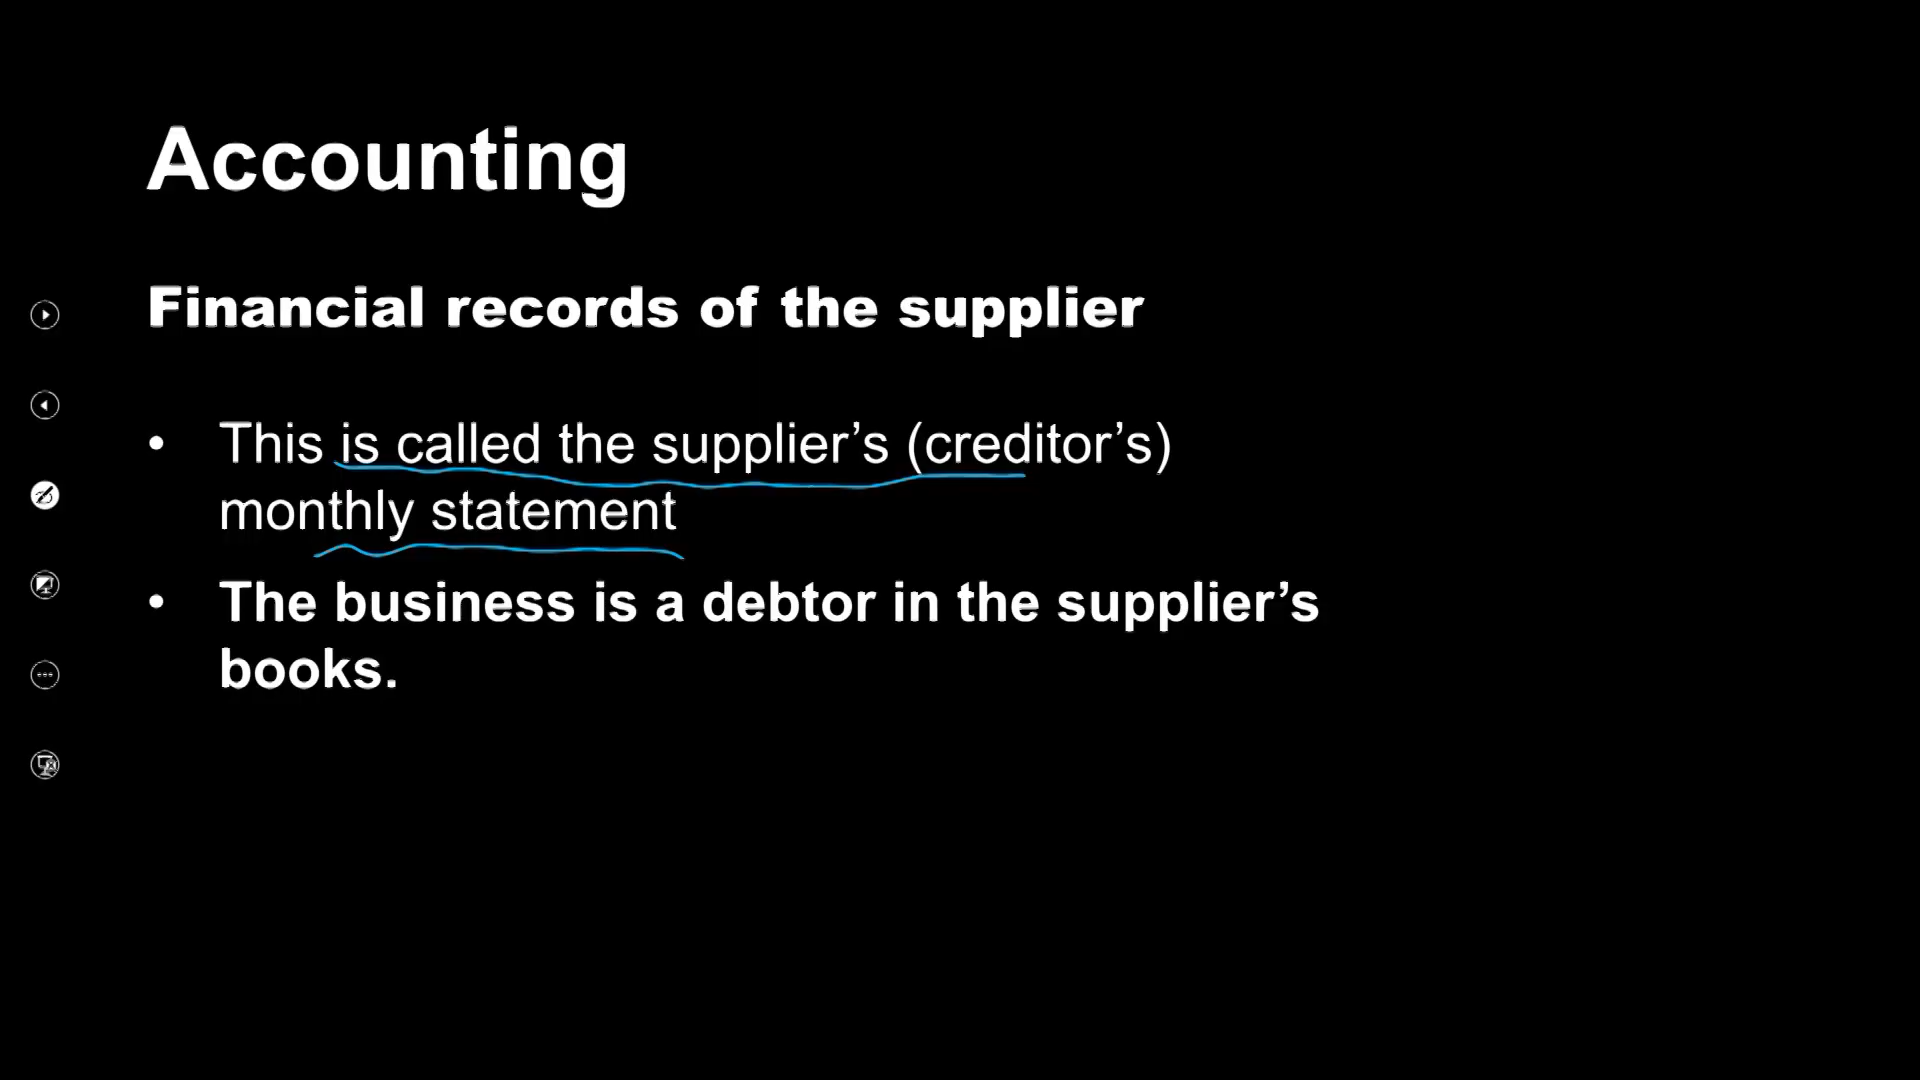 Accounting
Financial records of the supplier
• This is called the supplier’s (creditor’s)
monthly statement
• The business is a debtor in the supplier’s
books.